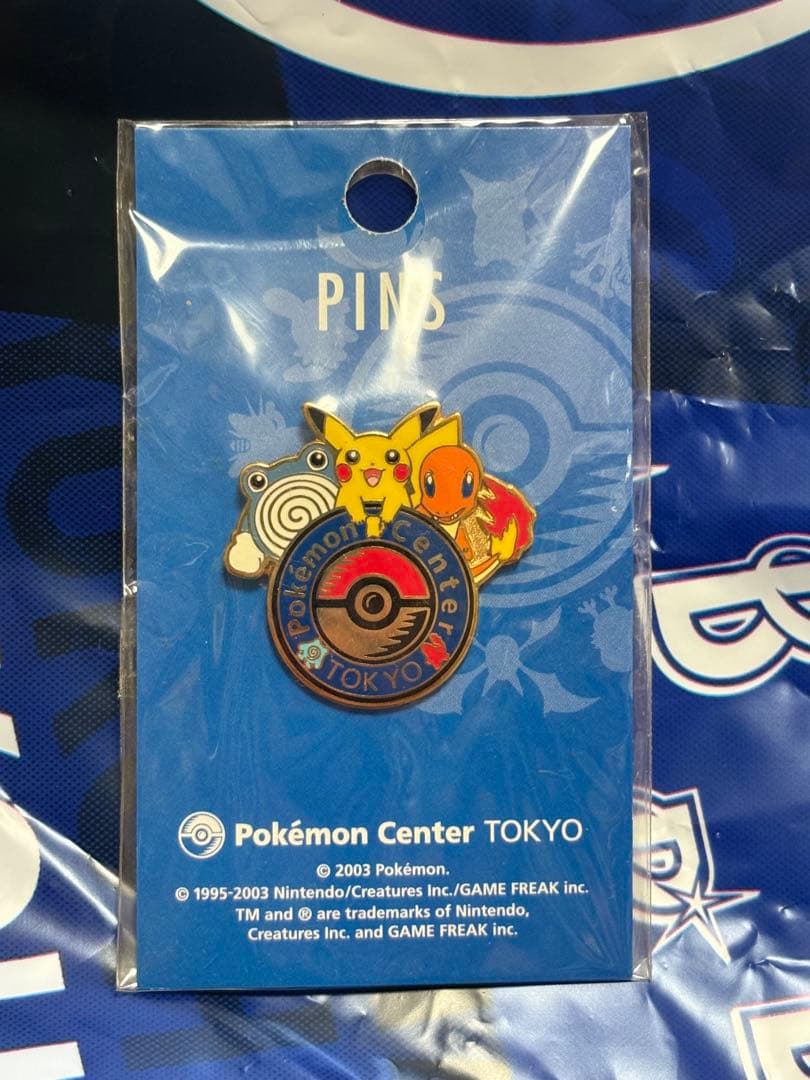 PINS
Pokémon Center
TOKYO
Pokémon Center TOKYO
© 2003 Pokémon.
© 1995-2003 Nintendo/Creatures Inc./GAME FREAK inc.
TM and ® are trademarks of Nintendo,
Creatures Inc. and GAME FREAK inc.
B